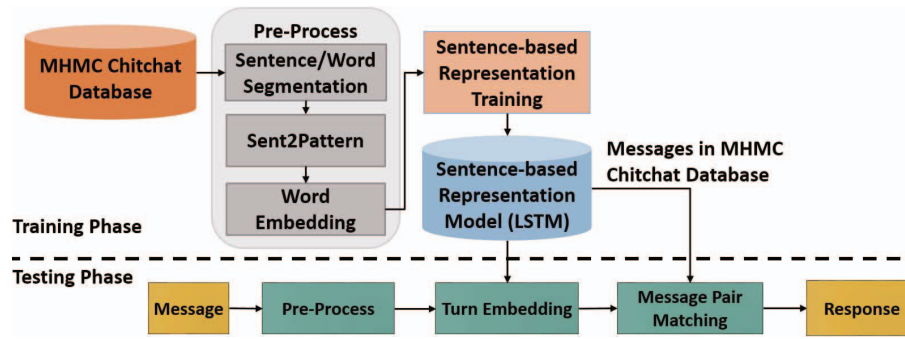 Pre-Process
MHMC Chitchat
Database
Sentence/Word
Segmentation
Sent2Pattern
Word
Embedding
Sentence-based
Representation
Training
Sentence-based
Representation
Model (LSTM)
Messages in MHMC
Chitchat Database
Training Phase
Testing Phase
Message
Pre-Process
Turn Embedding
Message Pair
Matching
Response